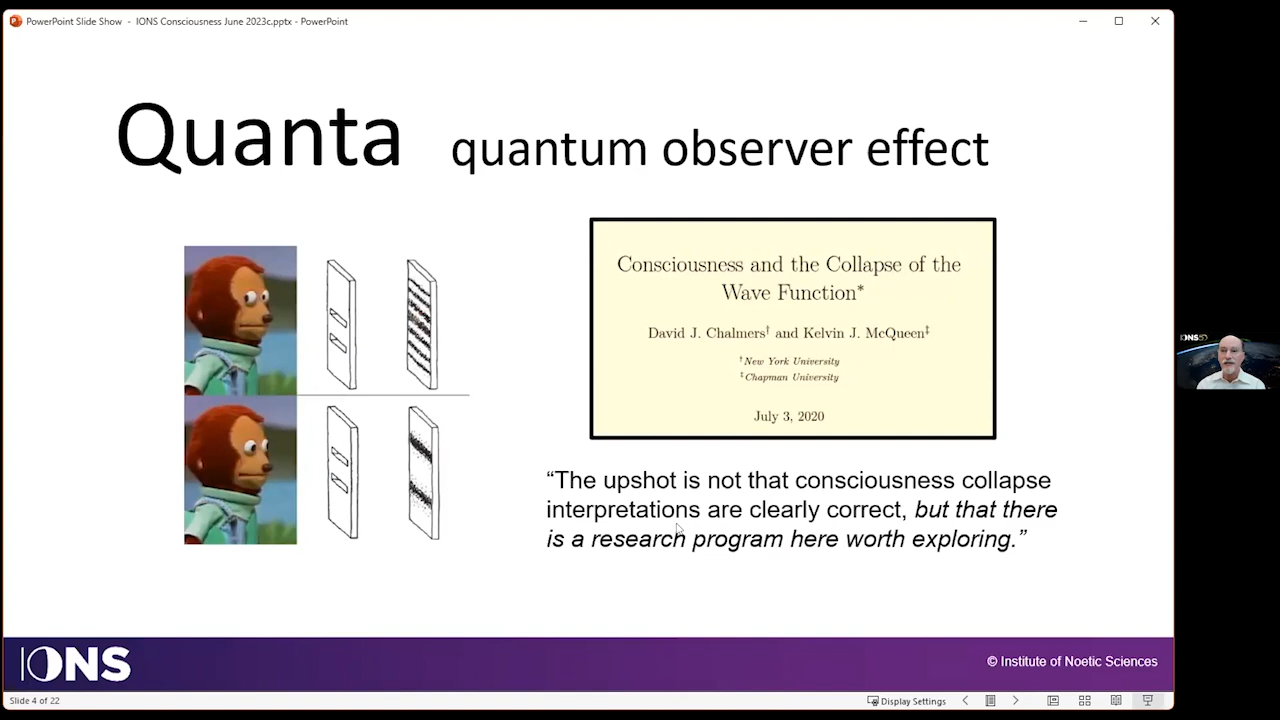 PowerPoint Slide Show - IONS Consciousness June 2023c.pptx - PowerPoint
Quanta quantum observer effect
Consciousness and the Collapse of the
Wave Function*
David J. Chalmers† and Kelvin J. McQueen‡
†New York University
‡Chapman University
July 3, 2020
“The upshot is not that consciousness collapse
interpretations are clearly correct, but that there
is a research program here worth exploring.”
IONS
IONS
© Institute of Noetic Sciences
Slide 4 of 22
Display Settings